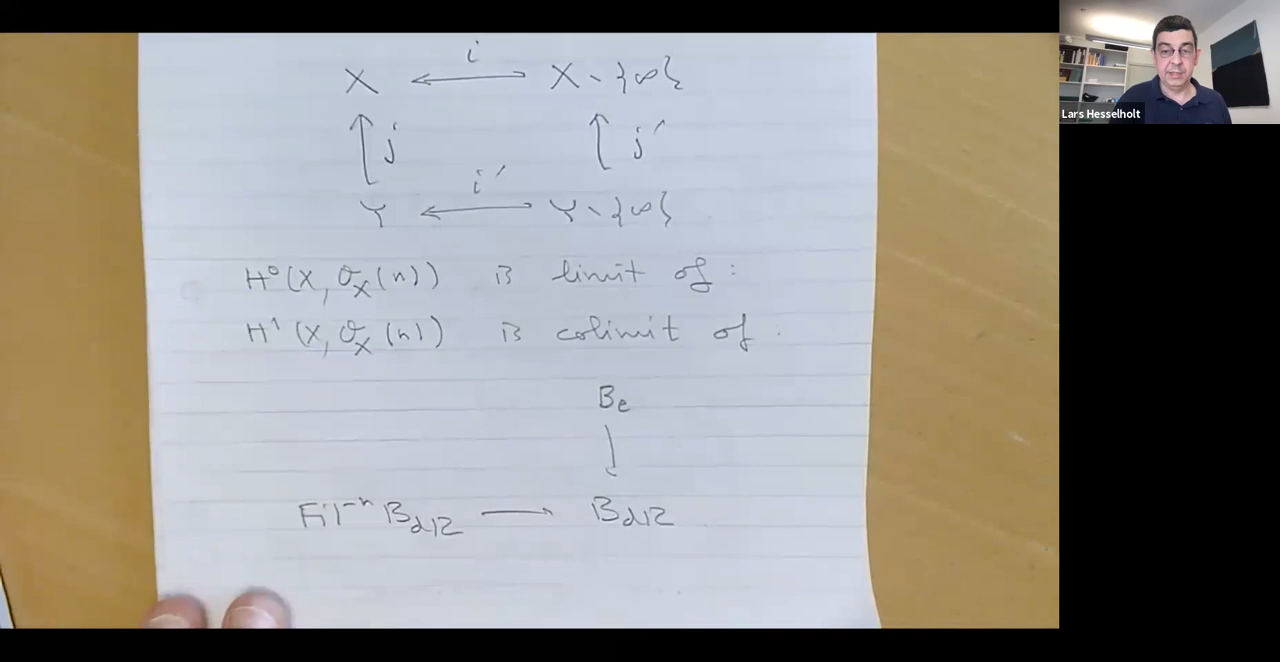 X ← i X∖{∞}
↑ j ↑ j′
Y ← i′ Y∖{∞}
H⁰(X, 𝒪_X(n)) is limit of :
H¹(X, 𝒪_X(n)) is colimit of .
B_e
↓
Fil⁻ⁿ B_dR → B_dR
Lars Hesselholt